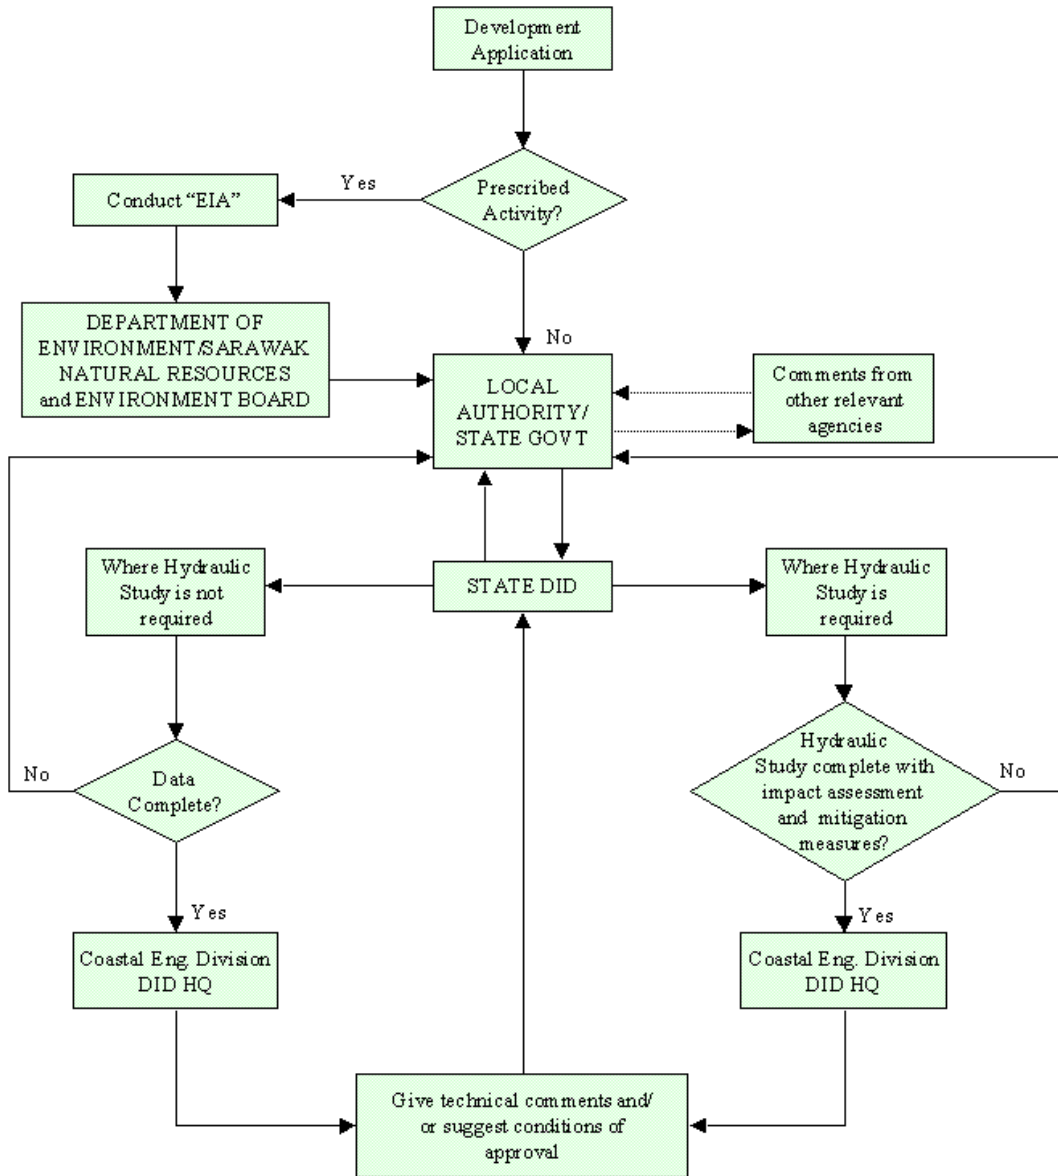 Development
Application
Prescribed
Activity?
Yes
Conduct “EIA”
No
DEPARTMENT OF
ENVIRONMENT/SARAWAK
NATURAL RESOURCES
and ENVIRONMENT BOARD
LOCAL
AUTHORITY/
STATE GOVT
Comments from
other relevant
agencies
Where Hydraulic
Study is not
required
STATE DID
Where Hydraulic
Study is
required
No
Data
Complete?
Hydraulic
Study complete with
impact assessment
and mitigation
measures?
No
Yes
Yes
Coastal Eng. Division
DID HQ
Coastal Eng. Division
DID HQ
Give technical comments and/
or suggest conditions of
approval